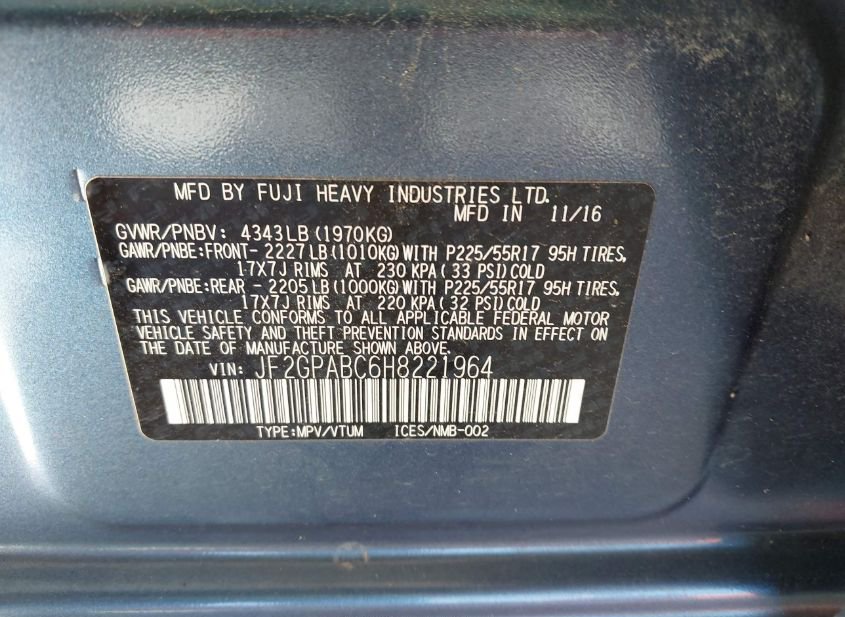 MFD BY FUJI HEAVY INDUSTRIES LTD.
MFD IN 11/16
GVWR/PNBV: 4343LB(1970KG)
GAWR/PNBE:FRONT- 2227LB(1010KG)WITH P225/55R17 95H TIRES,
17X7J RIMS AT 230 KPA( 33 PSI)COLD
GAWR/PNBE:REAR - 2205LB(1000KG)WITH P225/55R17 95H TIRES,
17X7J RIMS AT 220 KPA( 32 PSI)COLD
THIS VEHICLE CONFORMS TO ALL APPLICABLE FEDERAL MOTOR
VEHICLE SAFETY AND THEFT PREVENTION STANDARDS IN EFFECT ON
THE DATE OF MANUFACTURE SHOWN ABOVE.
VIN: JF2GPABC6H8221964
TYPE:MPV/VTUM ICES/NMB-002